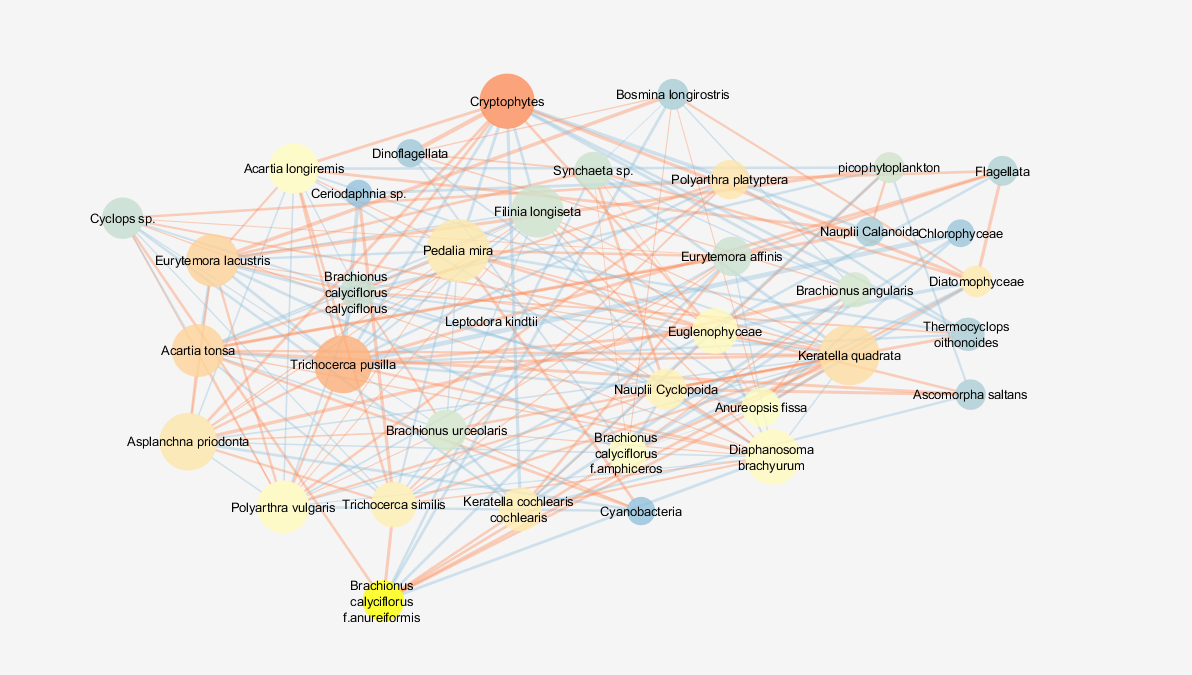 Cryptophytes
Bosmina longirostris
Dinoflagellata
Acartia longiremis
Synchaeta sp.
Polyarthra platyptera
picophytoplankton
Flagellata
Ceriodaphnia sp.
Cyclops sp.
Filinia longiseta
Nauplii Calanoida
Chlorophyceae
Pedalia mira
Eurytemora affinis
Eurytemora lacustris
Brachionus
calyciflorus
calyciflorus
Brachionus angularis
Diatomophyceae
Leptodora kindtii
Euglenophyceae
Thermocyclops
oithonoides
Acartia tonsa
Trichocerca pusilla
Keratella quadrata
Nauplii Cyclopoida
Ascomorpha saltans
Anureopsis fissa
Brachionus urceolaris
Asplanchna priodonta
Brachionus
calyciflorus
f.amphiceros
Diaphanosoma
brachyurum
Polyarthra vulgaris
Trichocerca similis
Keratella cochlearis
cochlearis
Cyanobacteria
Brachionus
calyciflorus
f.anureiformis